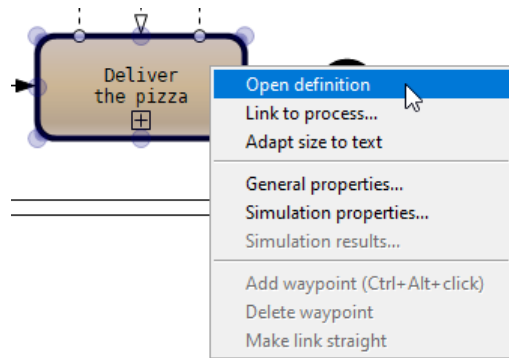 Deliver
the pizza
Open definition
Link to process...
Adapt size to text
General properties...
Simulation properties...
Simulation results...
Add waypoint (Ctrl+Alt+click)
Delete waypoint
Make link straight